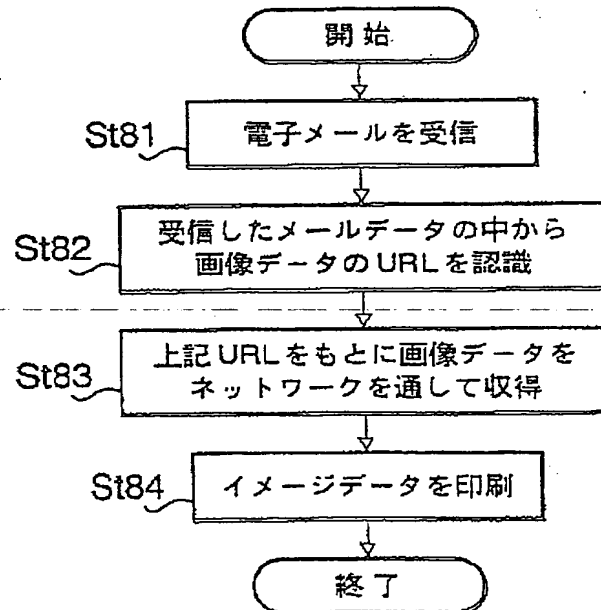 開始
St81
電子メールを受信
St82
受信したメールデータの中から
画像データのURLを認識
St83
上記URLをもとに画像データを
ネットワークを通して収得
St84
イメージデータを印刷
終了